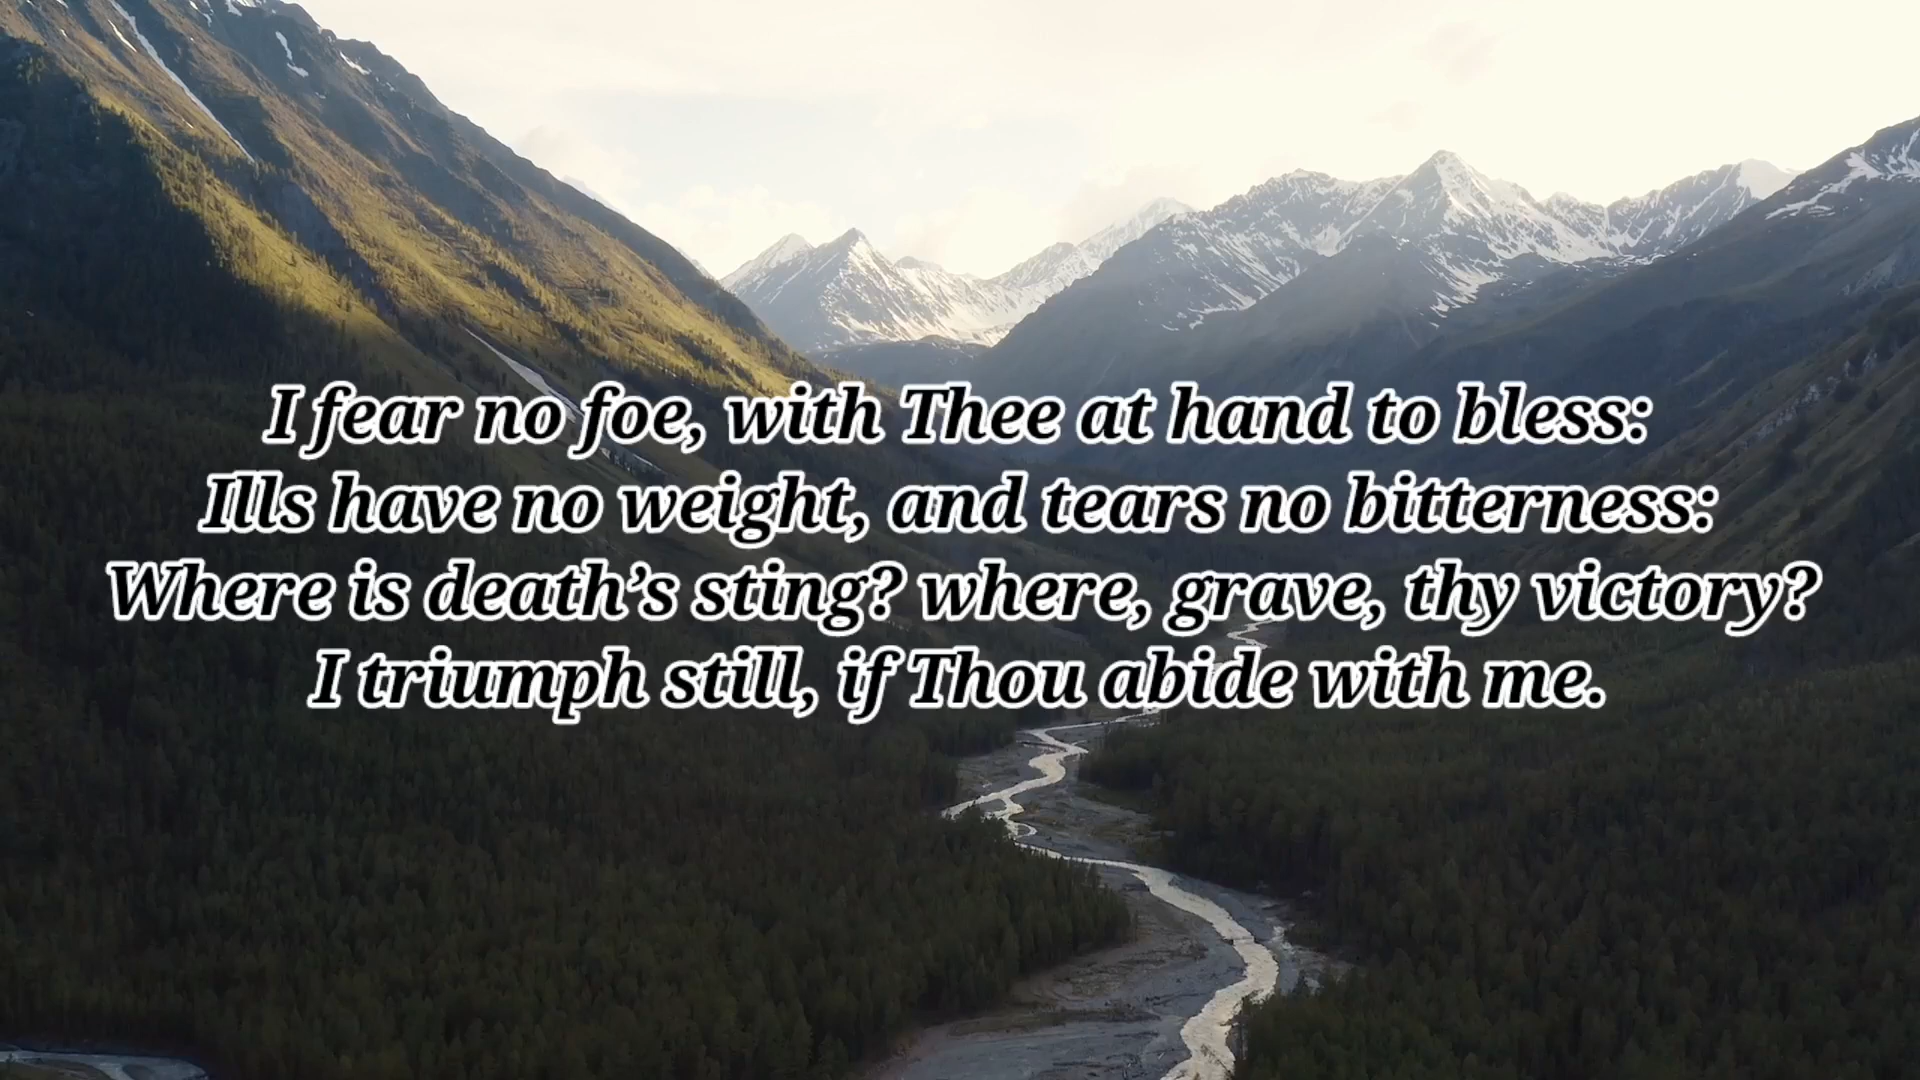 I fear no foe, with Thee at hand to bless:
Ills have no weight, and tears no bitterness:
Where is death’s sting? where, grave, thy victory?
I triumph still, if Thou abide with me.